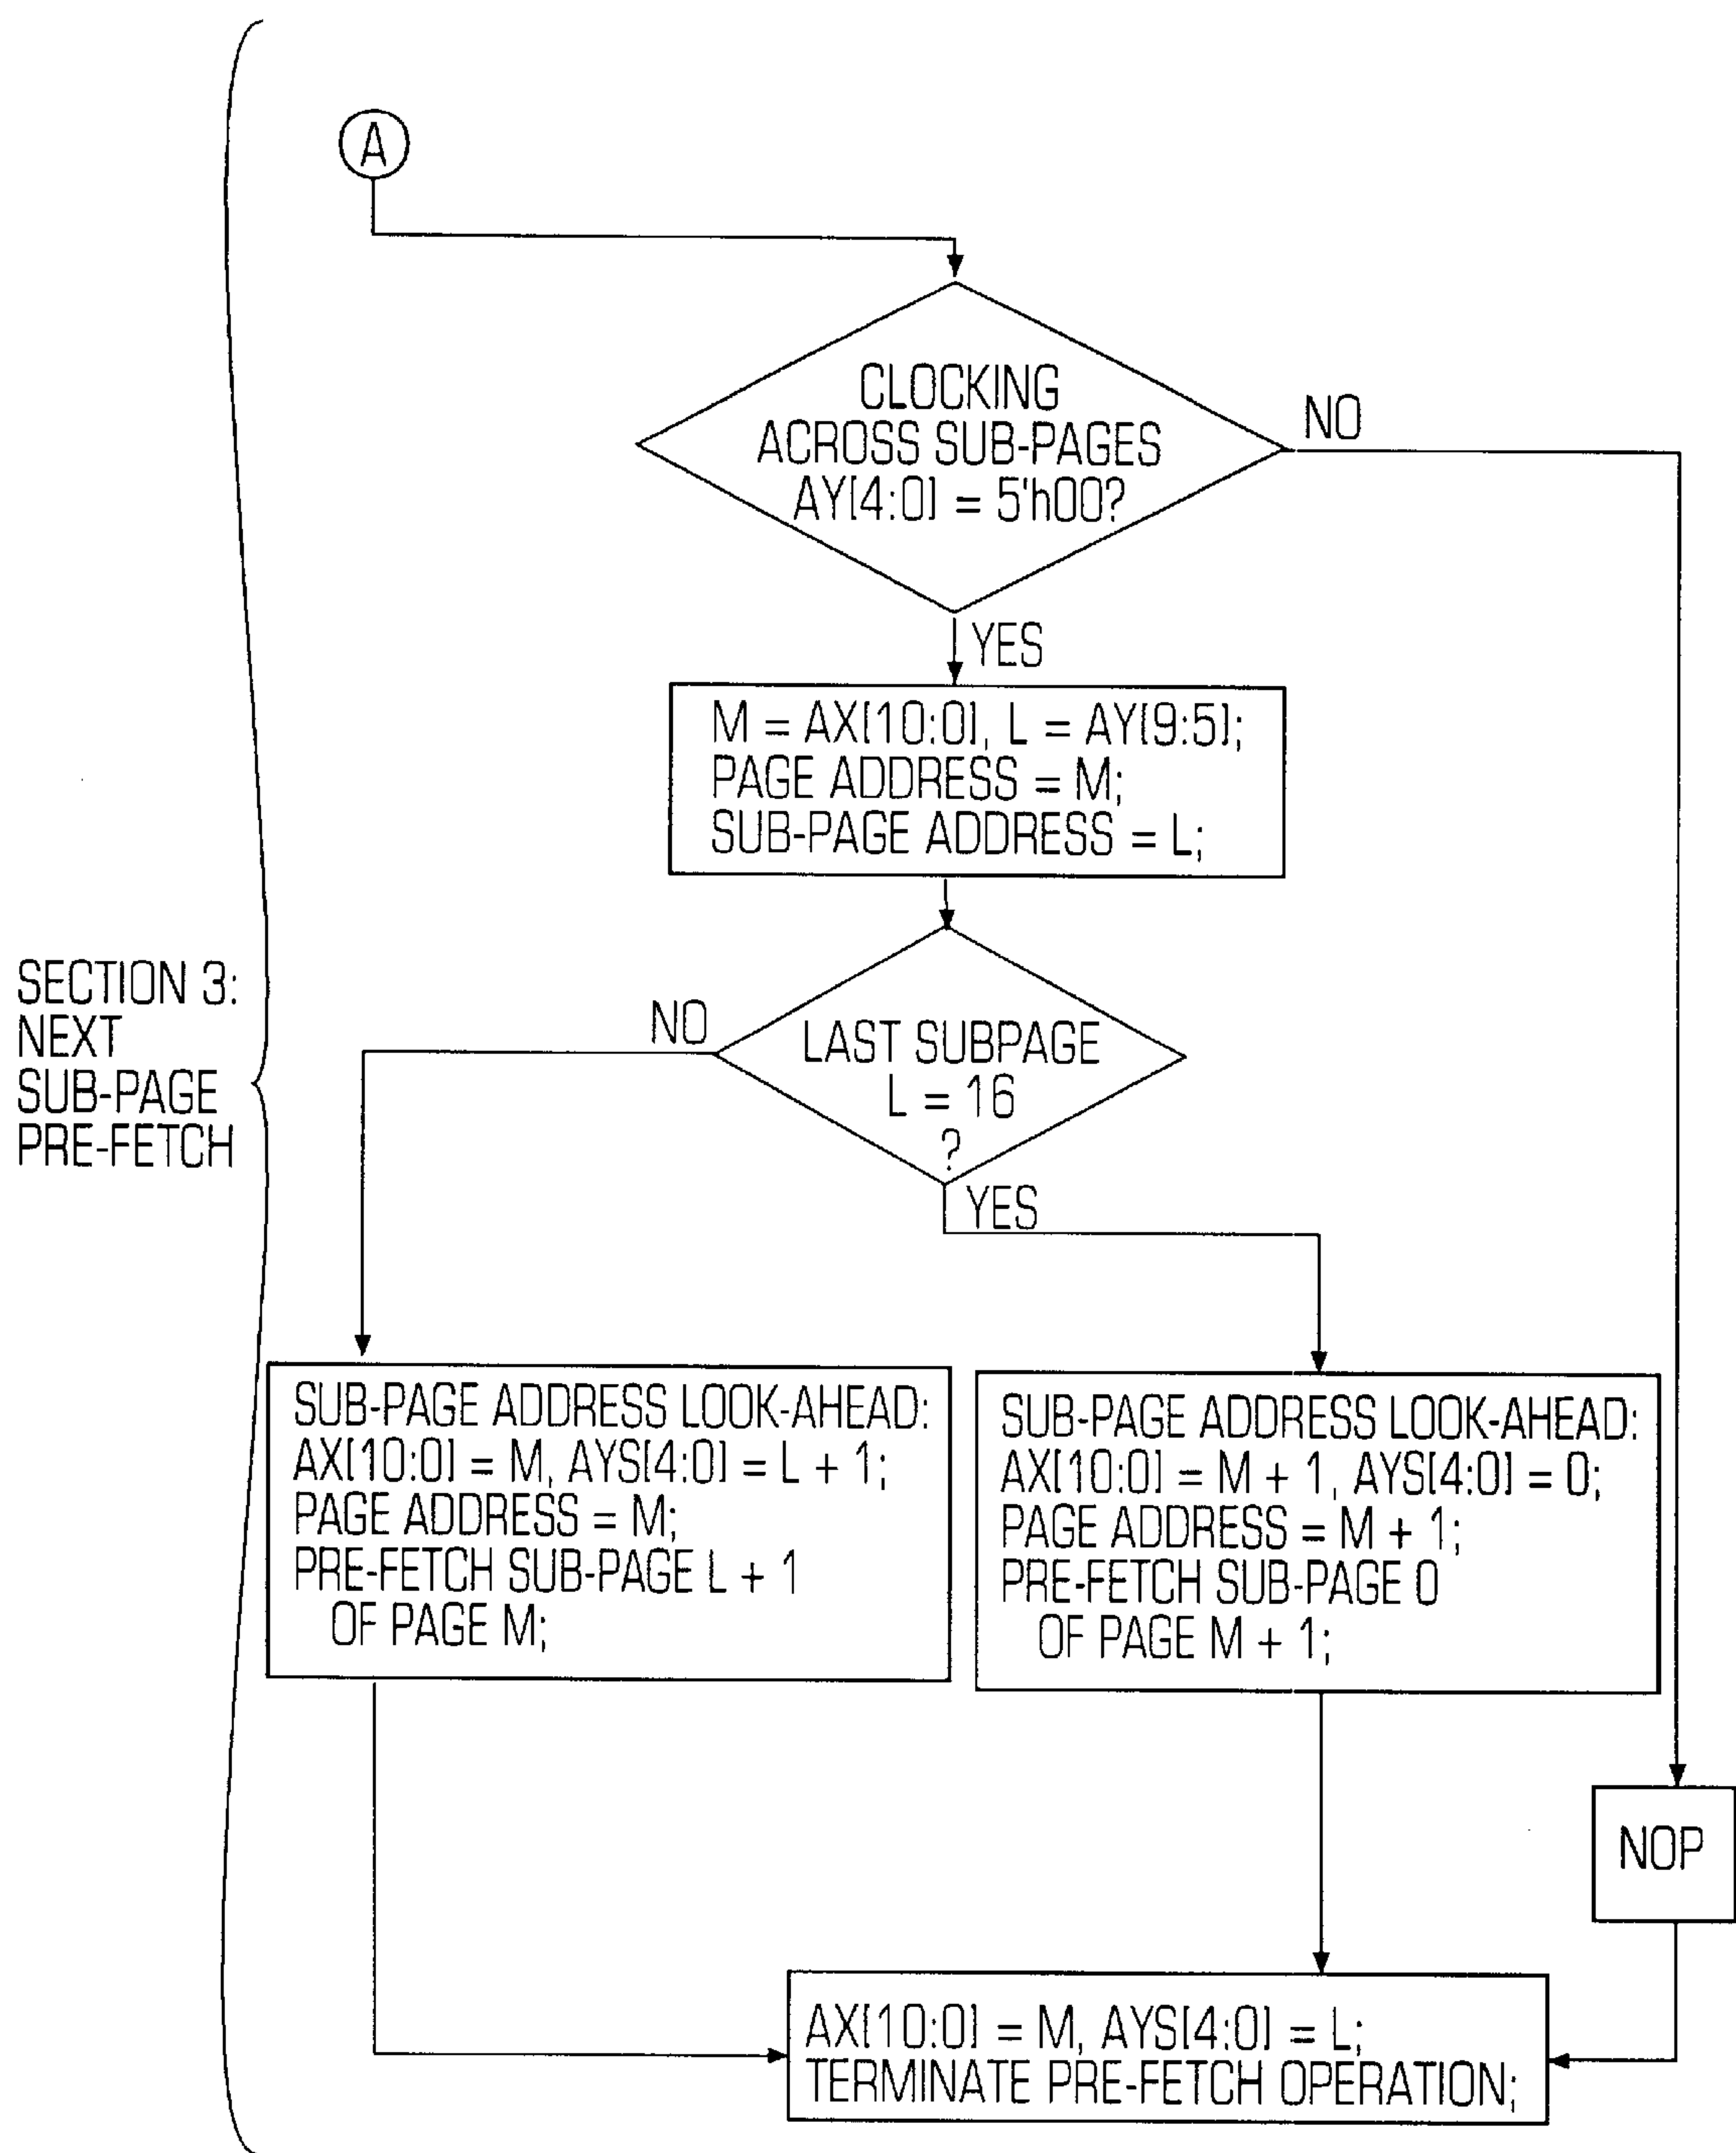 A
CLOCKING
ACROSS SUB-PAGES
AY[4:0] = 5'h00?
NO
YES
M = AX[10:0], L = AY[9:5];
PAGE ADDRESS = M;
SUB-PAGE ADDRESS = L;
SECTION 3:
NEXT
SUB-PAGE
PRE-FETCH
NO
LAST SUBPAGE
L = 16
?
YES
SUB-PAGE ADDRESS LOOK-AHEAD:
AX[10:0] = M, AYS[4:0] = L + 1;
PAGE ADDRESS = M;
PRE-FETCH SUB-PAGE L + 1
OF PAGE M;
SUB-PAGE ADDRESS LOOK-AHEAD:
AX[10:0] = M + 1, AYS[4:0] = 0;
PAGE ADDRESS = M + 1;
PRE-FETCH SUB-PAGE 0
OF PAGE M + 1;
NOP
AX[10:0] = M, AYS[4:0] = L;
TERMINATE PRE-FETCH OPERATION;